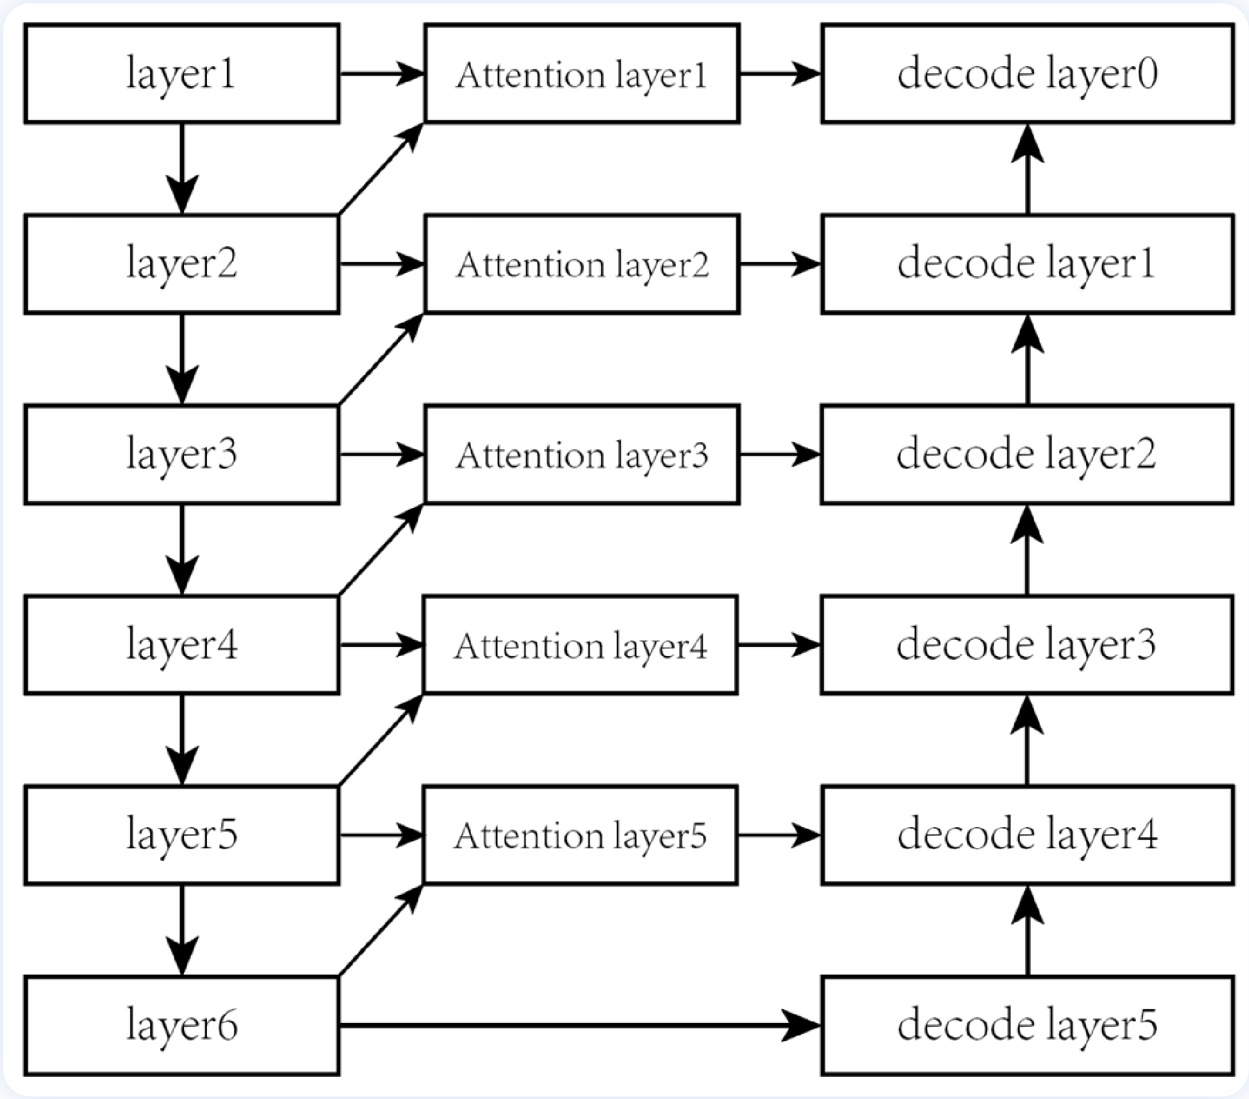 layer1
Attention layer1
decode layer0
layer2
Attention layer2
decode layer1
layer3
Attention layer3
decode layer2
layer4
Attention layer4
decode layer3
layer5
Attention layer5
decode layer4
layer6
decode layer5